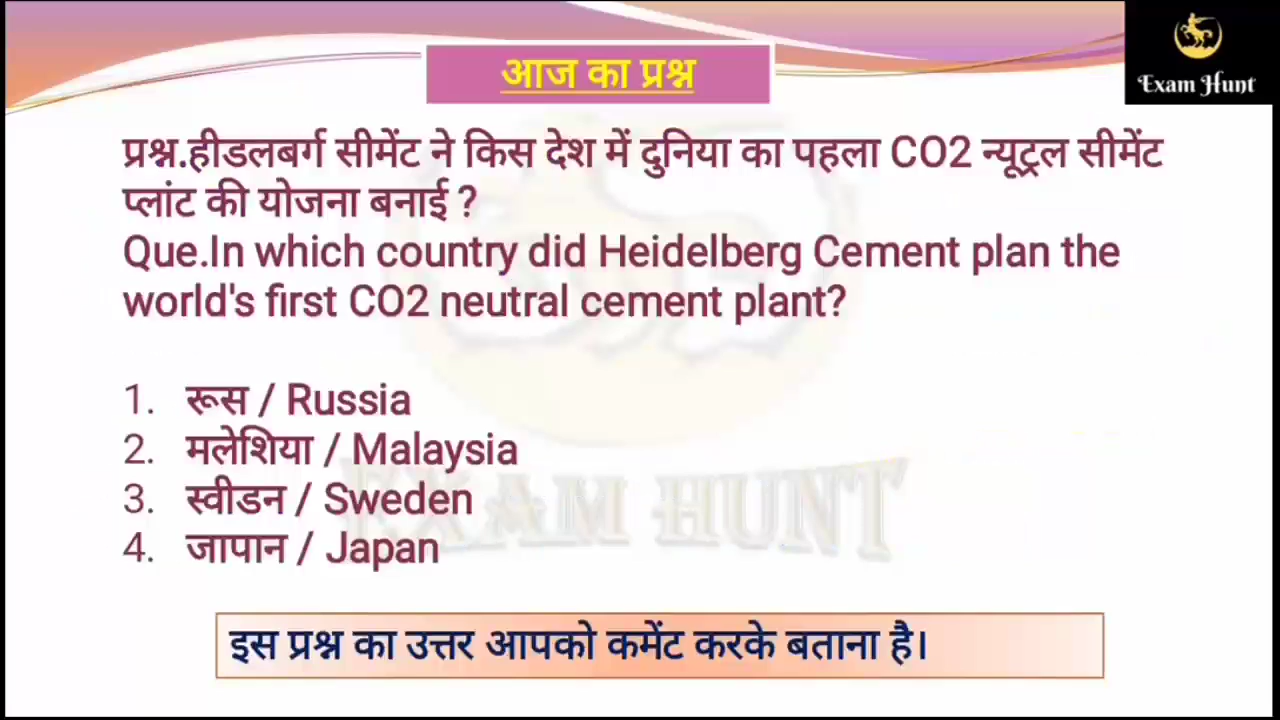 आज का प्रश्न
Exam Hunt
प्रश्न.हीडलबर्ग सीमेंट ने किस देश में दुनिया का पहला CO2 न्यूट्रल सीमेंट
प्लांट की योजना बनाई ?
Que.In which country did Heidelberg Cement plan the
world's first CO2 neutral cement plant?
1. रूस / Russia
2. मलेशिया / Malaysia
3. स्वीडन / Sweden
4. जापान / Japan
EXAM HUNT
इस प्रश्न का उत्तर आपको कमेंट करके बताना है।